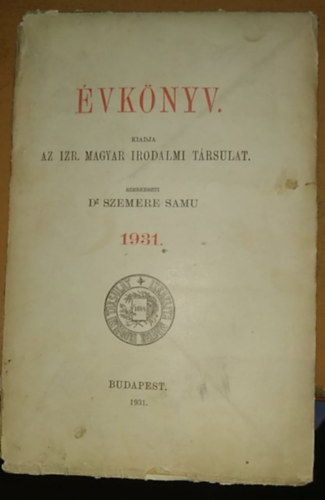 ÉVKÖNYV.
KIADJA
AZ IZR. MAGYAR IRODALMI TÁRSULAT.
SZERKESZTI
Dr SZEMERE SAMU
1931.
BUDAPEST.
1931.